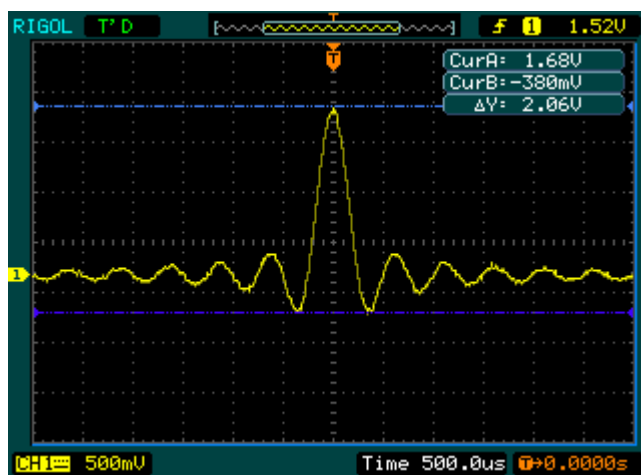 RIGOL T'D T f 1 1.52V
T
CurA: 1.68V
CurB:-380mV
ΔY: 2.06V
1
CH1 500mV Time 500.0us T→0.0000s